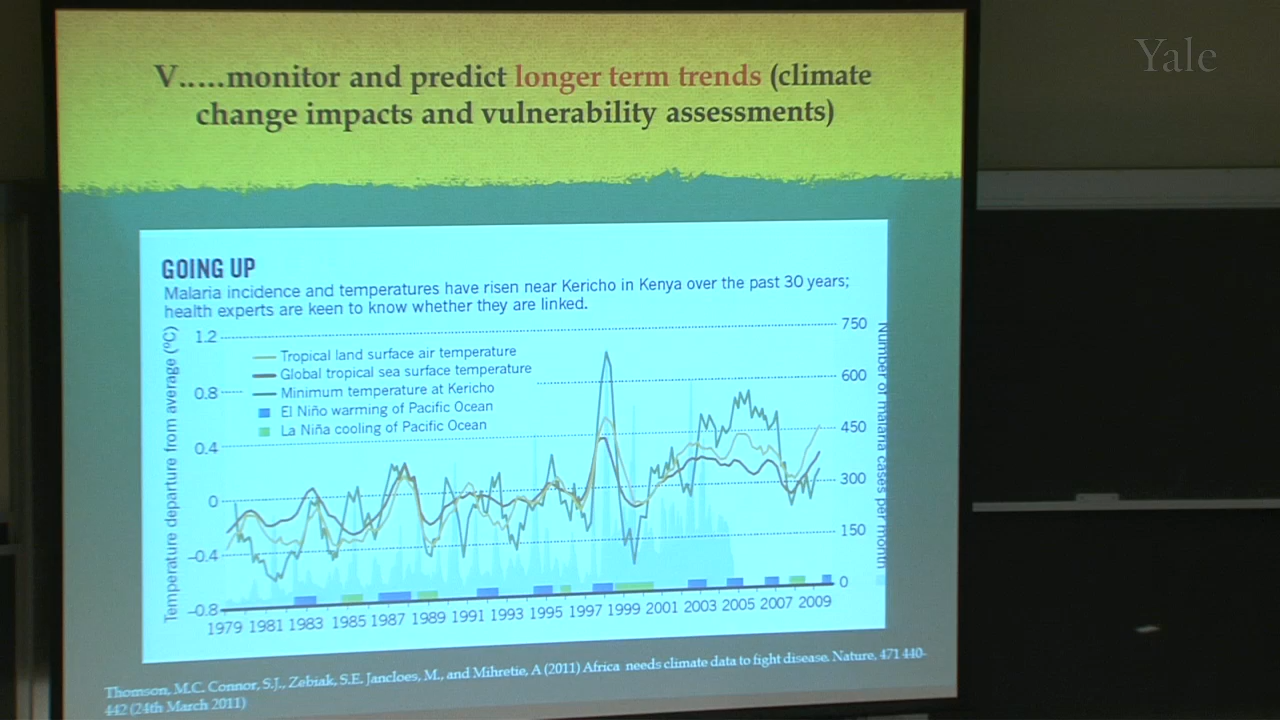 Yale
V.....monitor and predict longer term trends (climate
change impacts and vulnerability assessments)
GOING UP
Malaria incidence and temperatures have risen near Kericho in Kenya over the past 30 years;
health experts are keen to know whether they are linked.
Temperature departure from average (°C)
1.2
0.8
0.4
0
–0.4
–0.8
Tropical land surface air temperature
Global tropical sea surface temperature
Minimum temperature at Kericho
El Niño warming of Pacific Ocean
La Niña cooling of Pacific Ocean
750
600
450
300
150
0
Number of malaria cases per month
1979 1981 1983 1985 1987 1989 1991 1993 1995 1997 1999 2001 2003 2005 2007 2009
Thomson, M.C. Connor, S.J., Zebiak, S.E. Jancloes, M., and Mihretie, A (2011) Africa needs climate data to fight disease. Nature, 471 440-
442 (24th March 2011)